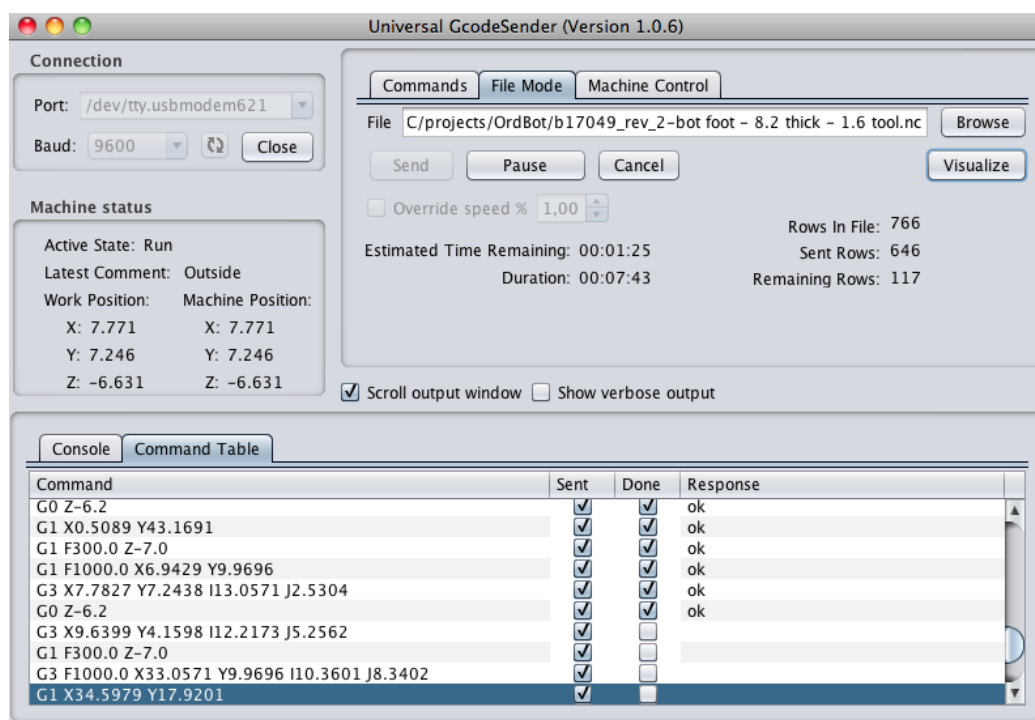 Universal GcodeSender (Version 1.0.6)
Connection
Port: /dev/tty.usbmodem621
Baud: 9600 Close
Machine status
Active State: Run
Latest Comment: Outside
Work Position: Machine Position:
X: 7.771 X: 7.771
Y: 7.246 Y: 7.246
Z: -6.631 Z: -6.631
Commands File Mode Machine Control
File C/projects/OrdBot/b17049_rev_2-bot foot - 8.2 thick - 1.6 tool.nc Browse
Send Pause Cancel Visualize
Override speed % 1,00
Rows In File: 766
Estimated Time Remaining: 00:01:25 Sent Rows: 646
Duration: 00:07:43 Remaining Rows: 117
Scroll output window Show verbose output
Console Command Table
Command Sent Done Response
G0 Z-6.2 ok
G1 X0.5089 Y43.1691 ok
G1 F300.0 Z-7.0 ok
G1 F1000.0 X6.9429 Y9.9696 ok
G3 X7.7827 Y7.2438 I13.0571 J2.5304 ok
G0 Z-6.2 ok
G3 X9.6399 Y4.1598 I12.2173 J5.2562
G1 F300.0 Z-7.0
G3 F1000.0 X33.0571 Y9.9696 I10.3601 J8.3402
G1 X34.5979 Y17.9201